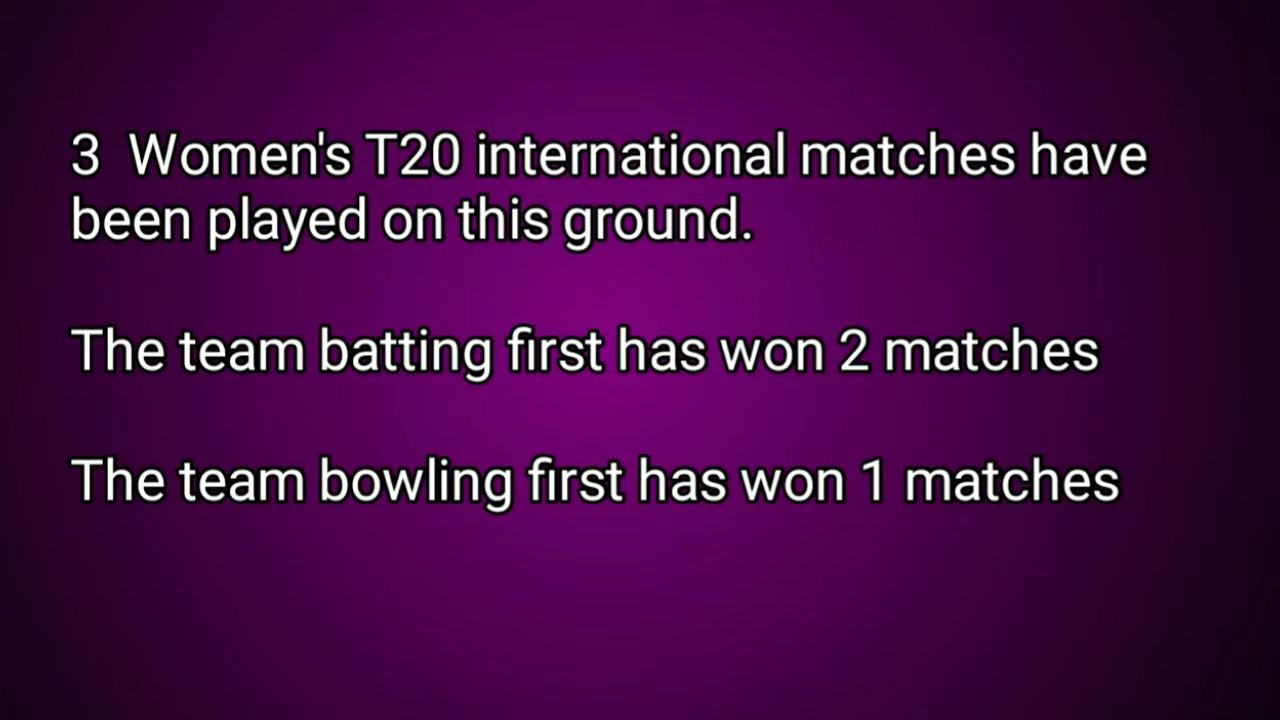 3 Women's T20 international matches have
been played on this ground.
The team batting first has won 2 matches
The team bowling first has won 1 matches